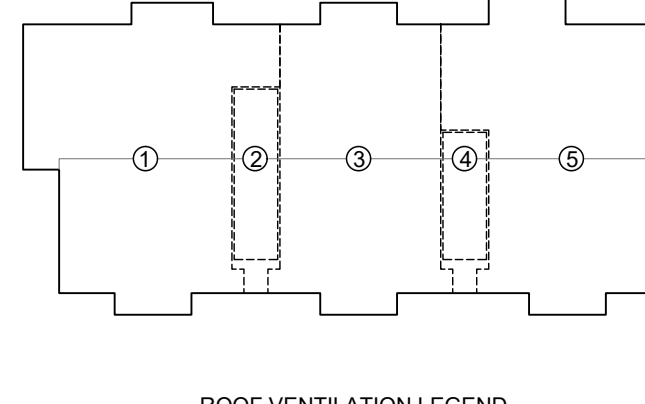 ① ② ③ ④ ⑤
ROOF VENTILATION LEGEND